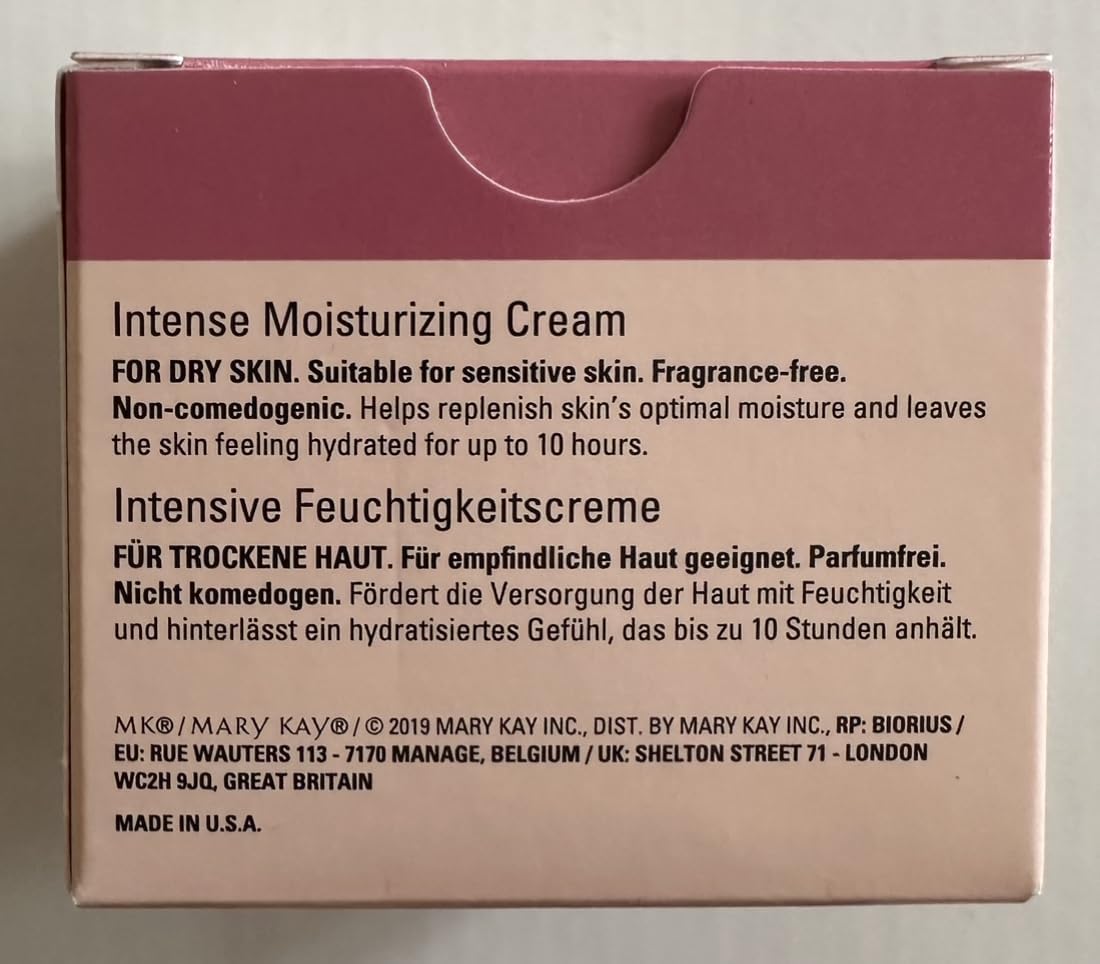 Intense Moisturizing Cream
FOR DRY SKIN. Suitable for sensitive skin. Fragrance-free.
Non-comedogenic. Helps replenish skin's optimal moisture and leaves
the skin feeling hydrated for up to 10 hours.
Intensive Feuchtigkeitscreme
FÜR TROCKENE HAUT. Für empfindliche Haut geeignet. Parfumfrei.
Nicht komedogen. Fördert die Versorgung der Haut mit Feuchtigkeit
und hinterlässt ein hydratisiertes Gefühl, das bis zu 10 Stunden anhält.
MK®/MARY KAY®/© 2019 MARY KAY INC., DIST. BY MARY KAY INC., RP: BIORIUS /
EU: RUE WAUTERS 113 - 7170 MANAGE, BELGIUM / UK: SHELTON STREET 71 - LONDON
WC2H 9JQ, GREAT BRITAIN
MADE IN U.S.A.